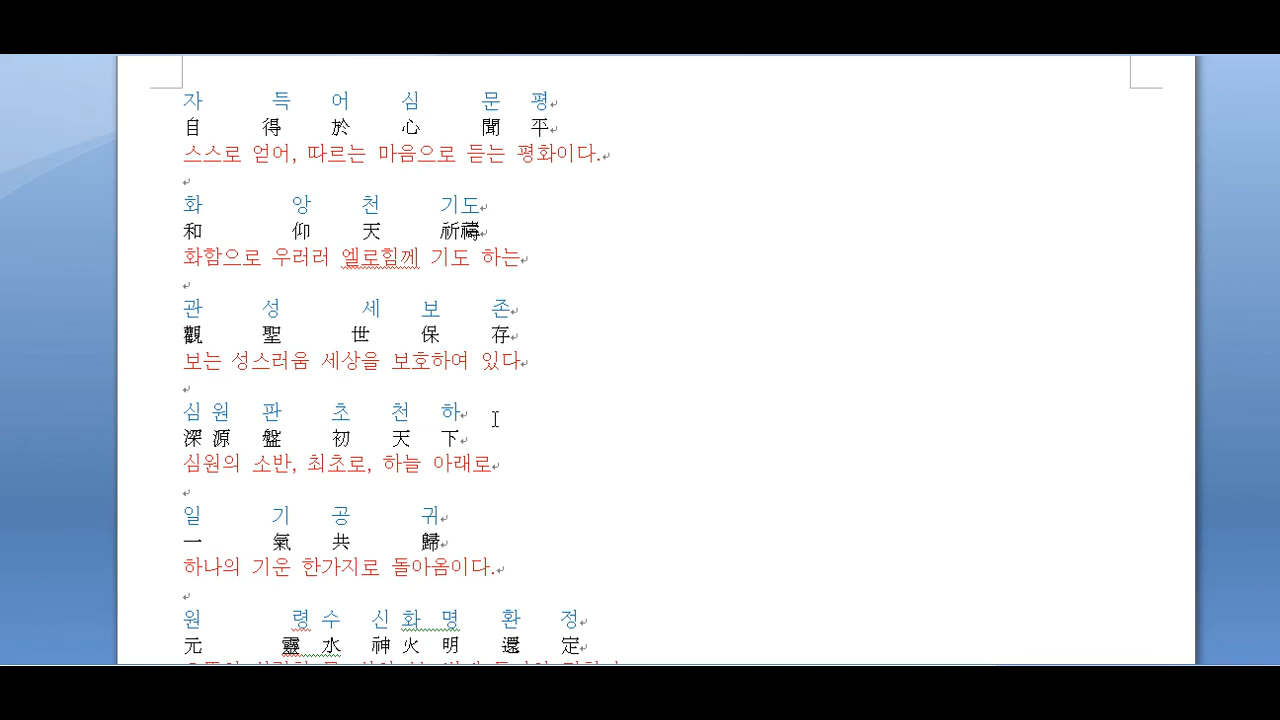 자 득 어 심 문 평
自 得 於 心 聞 平
스스로 얻어, 따르는 마음으로 듣는 평화이다.
화 앙 천 기도
和 仰 天 祈禱
화함으로 우러러 엘로힘께 기도 하는
관 성 세 보 존
觀 聖 世 保 存
보는 성스러움 세상을 보호하여 있다
심 원 판 초 천 하
深 源 盤 初 天 下
심원의 소반, 최초로, 하늘 아래로
일 기 공 귀
一 氣 共 歸
하나의 기운 한가지로 돌아옴이다.
원 령 수 신 화 명 환 정
元 靈 水 神 火 明 還 定